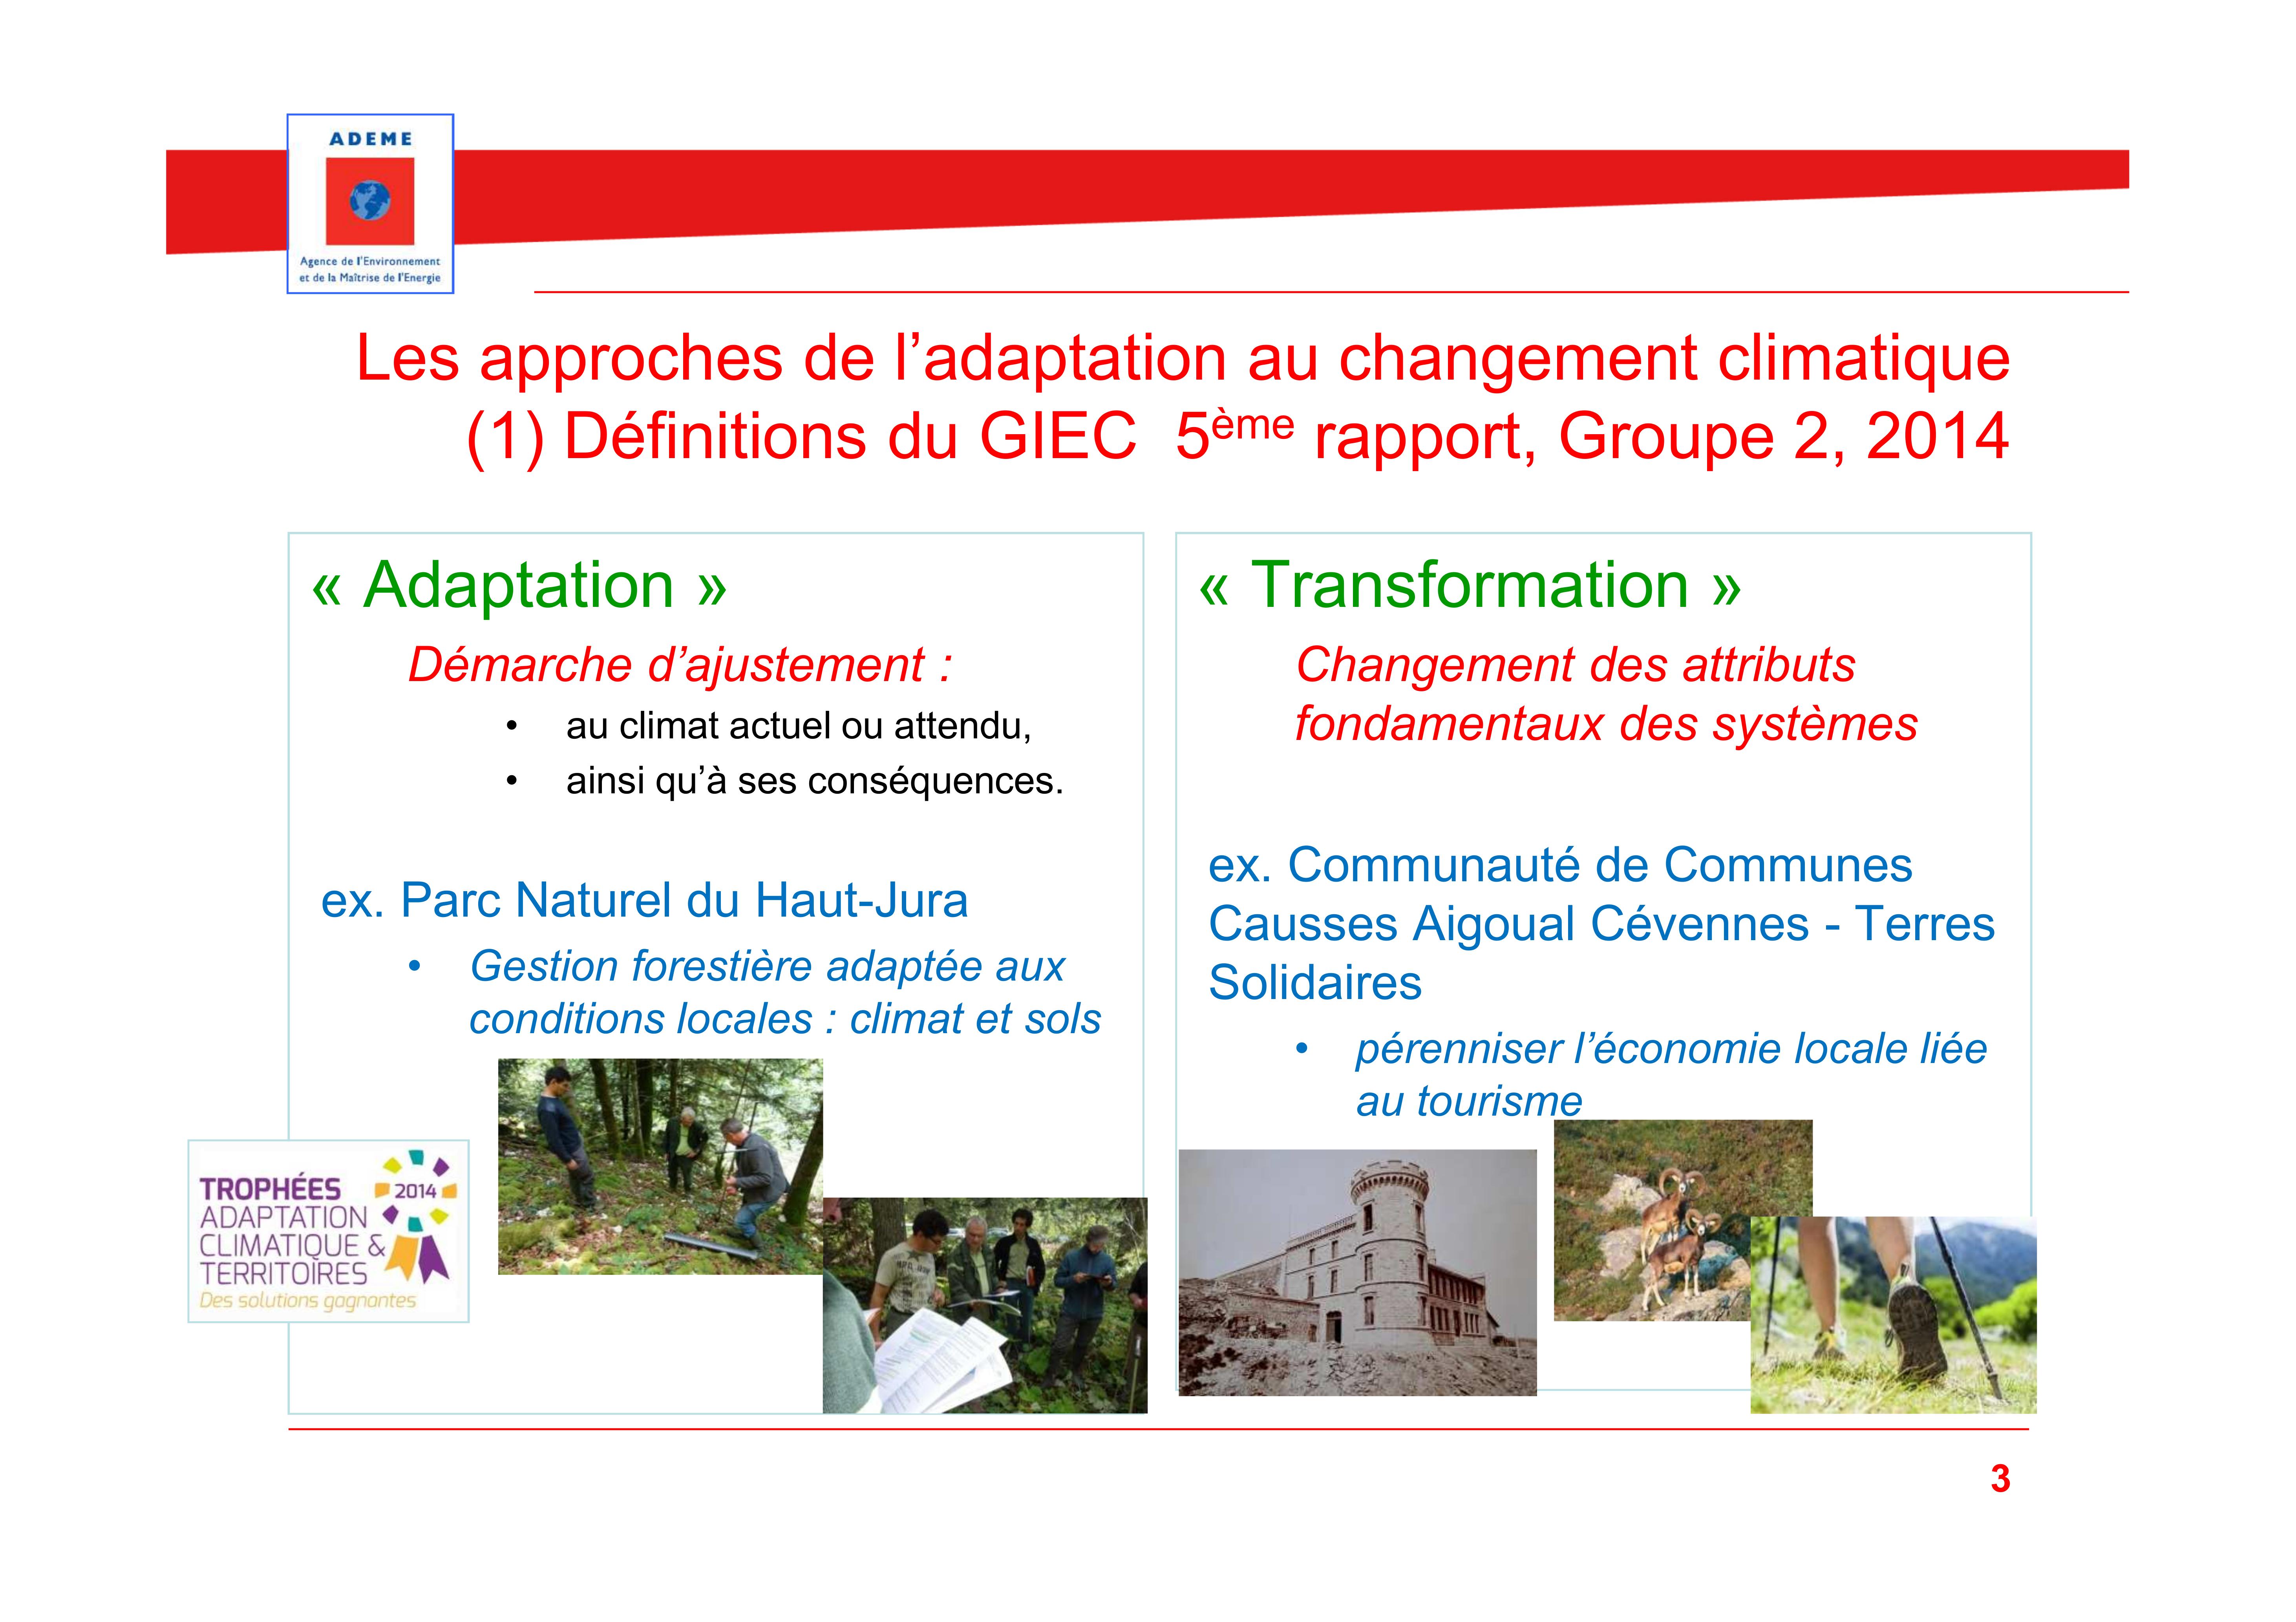 ADEME
Agence de l'Environnement
et de la Maîtrise de l'Energie
Les approches de l’adaptation au changement climatique
(1) Définitions du GIEC 5ème rapport, Groupe 2, 2014
« Adaptation »
Démarche d’ajustement :
• au climat actuel ou attendu,
• ainsi qu’à ses conséquences.
ex. Parc Naturel du Haut-Jura
• Gestion forestière adaptée aux
conditions locales : climat et sols
TROPHÉES
2014
ADAPTATION
CLIMATIQUE &
TERRITOIRES
Des solutions gagnantes
« Transformation »
Changement des attributs
fondamentaux des systèmes
ex. Communauté de Communes
Causses Aigoual Cévennes - Terres
Solidaires
• pérenniser l’économie locale liée
au tourisme
3